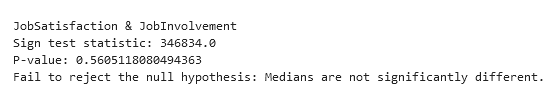 JobSatisfaction & JobInvolvement
Sign test statistic: 346834.0
P-value: 0.5605118080494363
Fail to reject the null hypothesis: Medians are not significantly different.